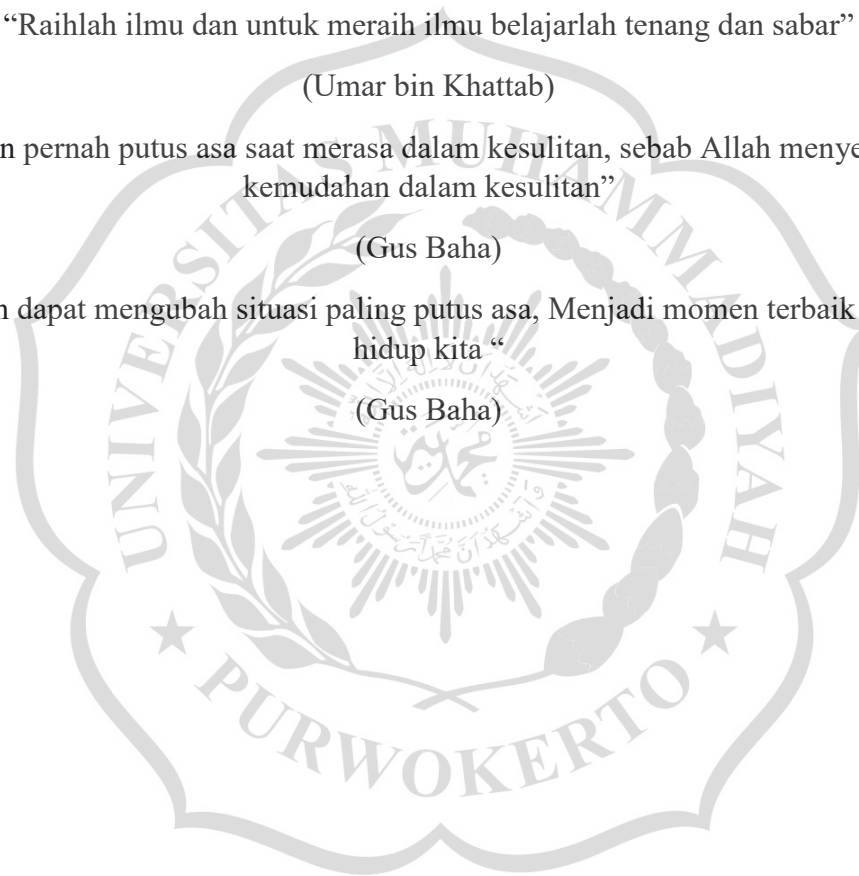 “Raihlah ilmu dan untuk meraih ilmu belajarlah tenang dan sabar”
(Umar bin Khattab)
n pernah putus asa saat merasa dalam kesulitan, sebab Allah menye
kemudahan dalam kesulitan”
(Gus Baha)
n dapat mengubah situasi paling putus asa, Menjadi momen terbaik
hidup kita “
(Gus Baha)
UNIVERSITAS MUHAMMADIYAH
PURWOKERTO